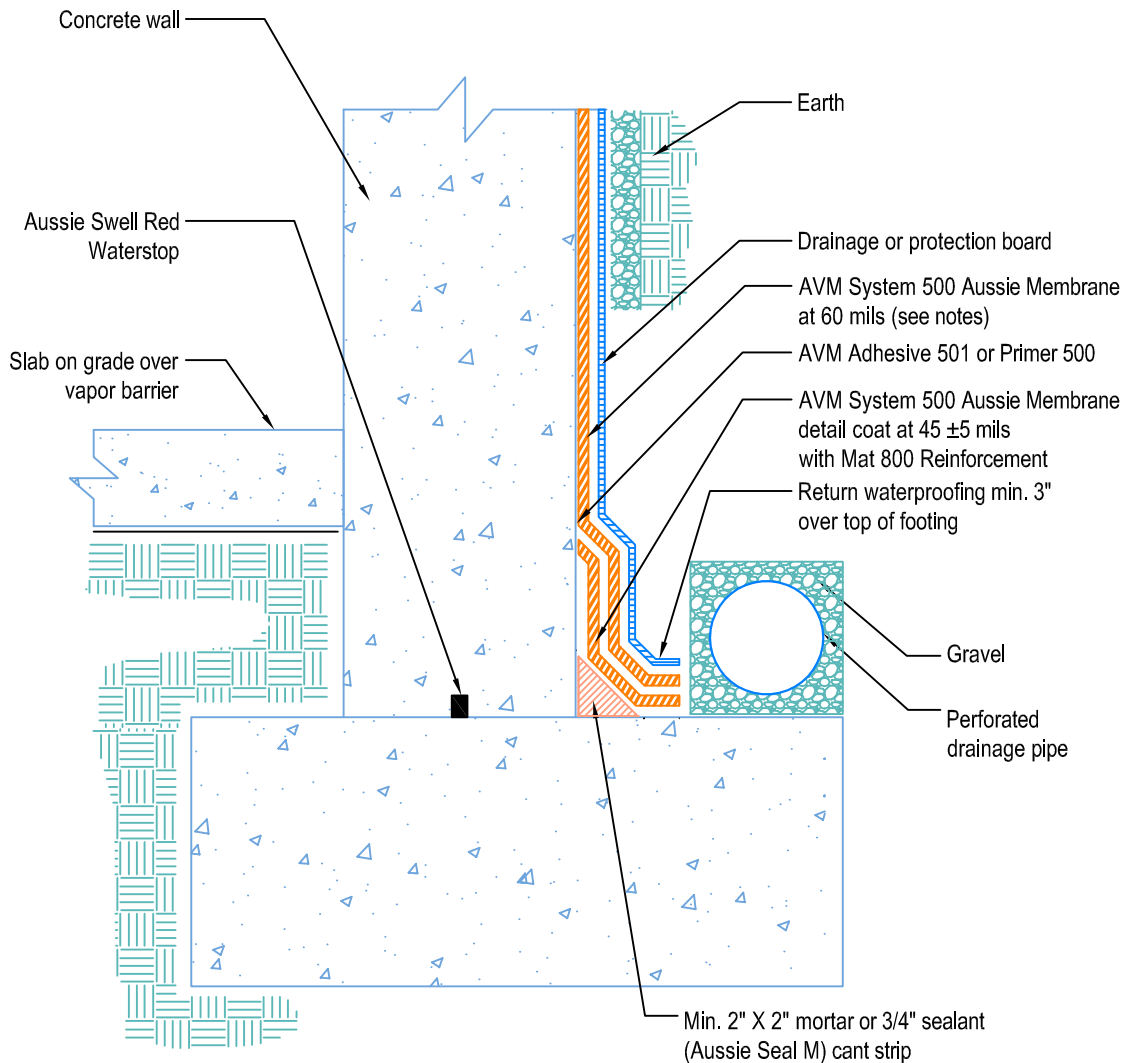 Concrete wall
Earth
Aussie Swell Red
Waterstop
Drainage or protection board
AVM System 500 Aussie Membrane
at 60 mils (see notes)
Slab on grade over
vapor barrier
AVM Adhesive 501 or Primer 500
AVM System 500 Aussie Membrane
detail coat at 45 ±5 mils
with Mat 800 Reinforcement
Return waterproofing min. 3"
over top of footing
Gravel
Perforated
drainage pipe
Min. 2" X 2" mortar or 3/4" sealant
(Aussie Seal M) cant strip